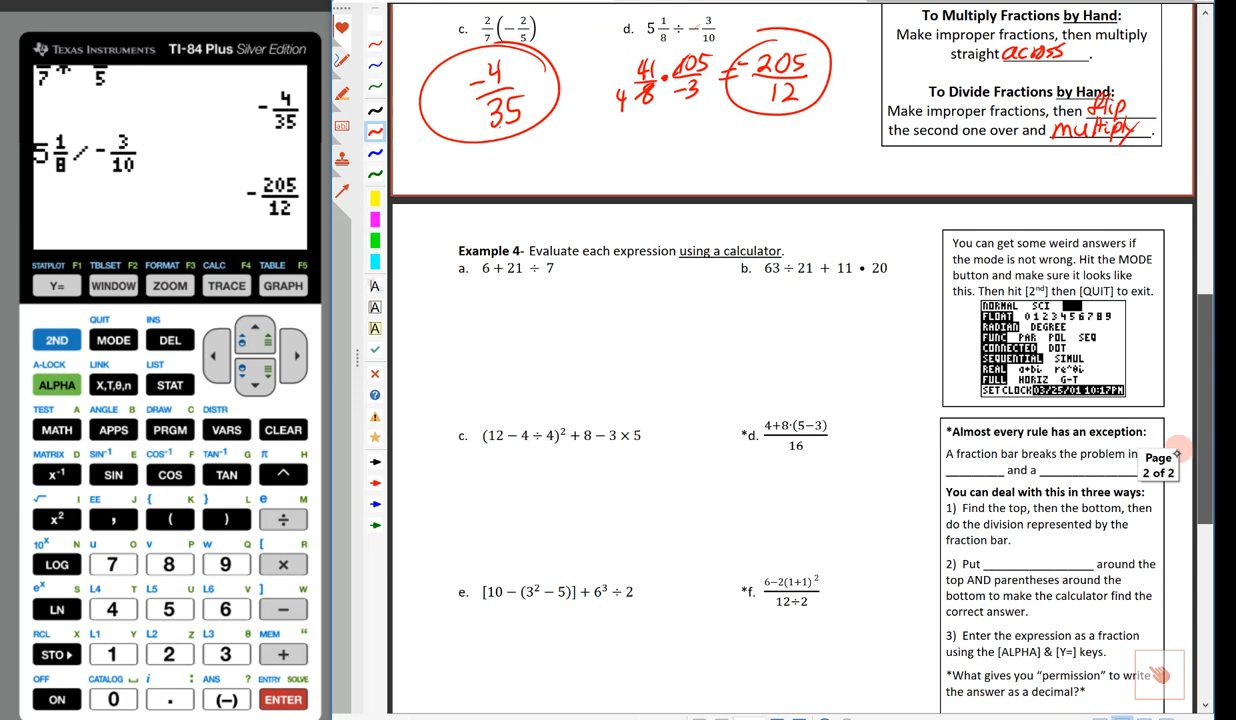 TEXAS INSTRUMENTS TI-84 Plus Silver Edition
7 * 5
-4/35
5 1/8 / -3/10
-205/12
STATPLOT F1 TBLSET F2 FORMAT F3 CALC F4 TABLE F5
Y= WINDOW ZOOM TRACE GRAPH
QUIT INS
2ND MODE DEL
A-LOCK LINK LIST
ALPHA X,T,θ,n STAT
TEST A ANGLE B DRAW C DISTR
MATH APPS PRGM VARS CLEAR
MATRIX D SIN⁻¹ E COS⁻¹ F TAN⁻¹ G π H
x⁻¹ SIN COS TAN ^
√ I EE J { K } L e M
x² , ( ) ÷
10ˣ N u O v P w Q [ R
LOG 7 8 9 ×
eˣ S L4 T L5 U L6 V ] W
LN 4 5 6 −
RCL X L1 Y L2 Z L3 θ MEM "
STO▶ 1 2 3 +
OFF CATALOG i : ANS ? ENTRY SOLVE
ON 0 . (−) ENTER
c. 2/7 (−2/5)
-4/35
d. 5 1/8 ÷ −3/10
= -205/12
To Multiply Fractions by Hand:
Make improper fractions, then multiply
straight across.
To Divide Fractions by Hand:
Make improper fractions, then flip
the second one over and multiply.
Example 4- Evaluate each expression using a calculator.
a. 6 + 21 ÷ 7
b. 63 ÷ 21 + 11 • 20
c. (12 − 4 ÷ 4)² + 8 − 3 × 5
*d. 4+8·(5−3)/16
e. [10 − (3² − 5)] + 6³ ÷ 2
*f. 6−2(1+1)²/12÷2
You can get some weird answers if
the mode is not wrong. Hit the MODE
button and make sure it looks like
this. Then hit [2nd] then [QUIT] to exit.
NORMAL SCI
FLOAT 0 1 2 3 4 5 6 7 8 9
RADIAN DEGREE
FUNC PAR POL SEQ
CONNECTED DOT
SEQUENTIAL SIMUL
REAL a+bi re^θi
FULL HORIZ G-T
SET CLOCK 03/25/01 10:17PM
*Almost every rule has an exception:
A fraction bar breaks the problem in
_________ and a
Page
2 of 2
You can deal with this in three ways:
1) Find the top, then the bottom, then
do the division represented by the
fraction bar.
2) Put ________________ around the
top AND parentheses around the
bottom to make the calculator find the
correct answer.
3) Enter the expression as a fraction
using the [ALPHA] & [Y=] keys.
*What gives you "permission" to write
the answer as a decimal?*